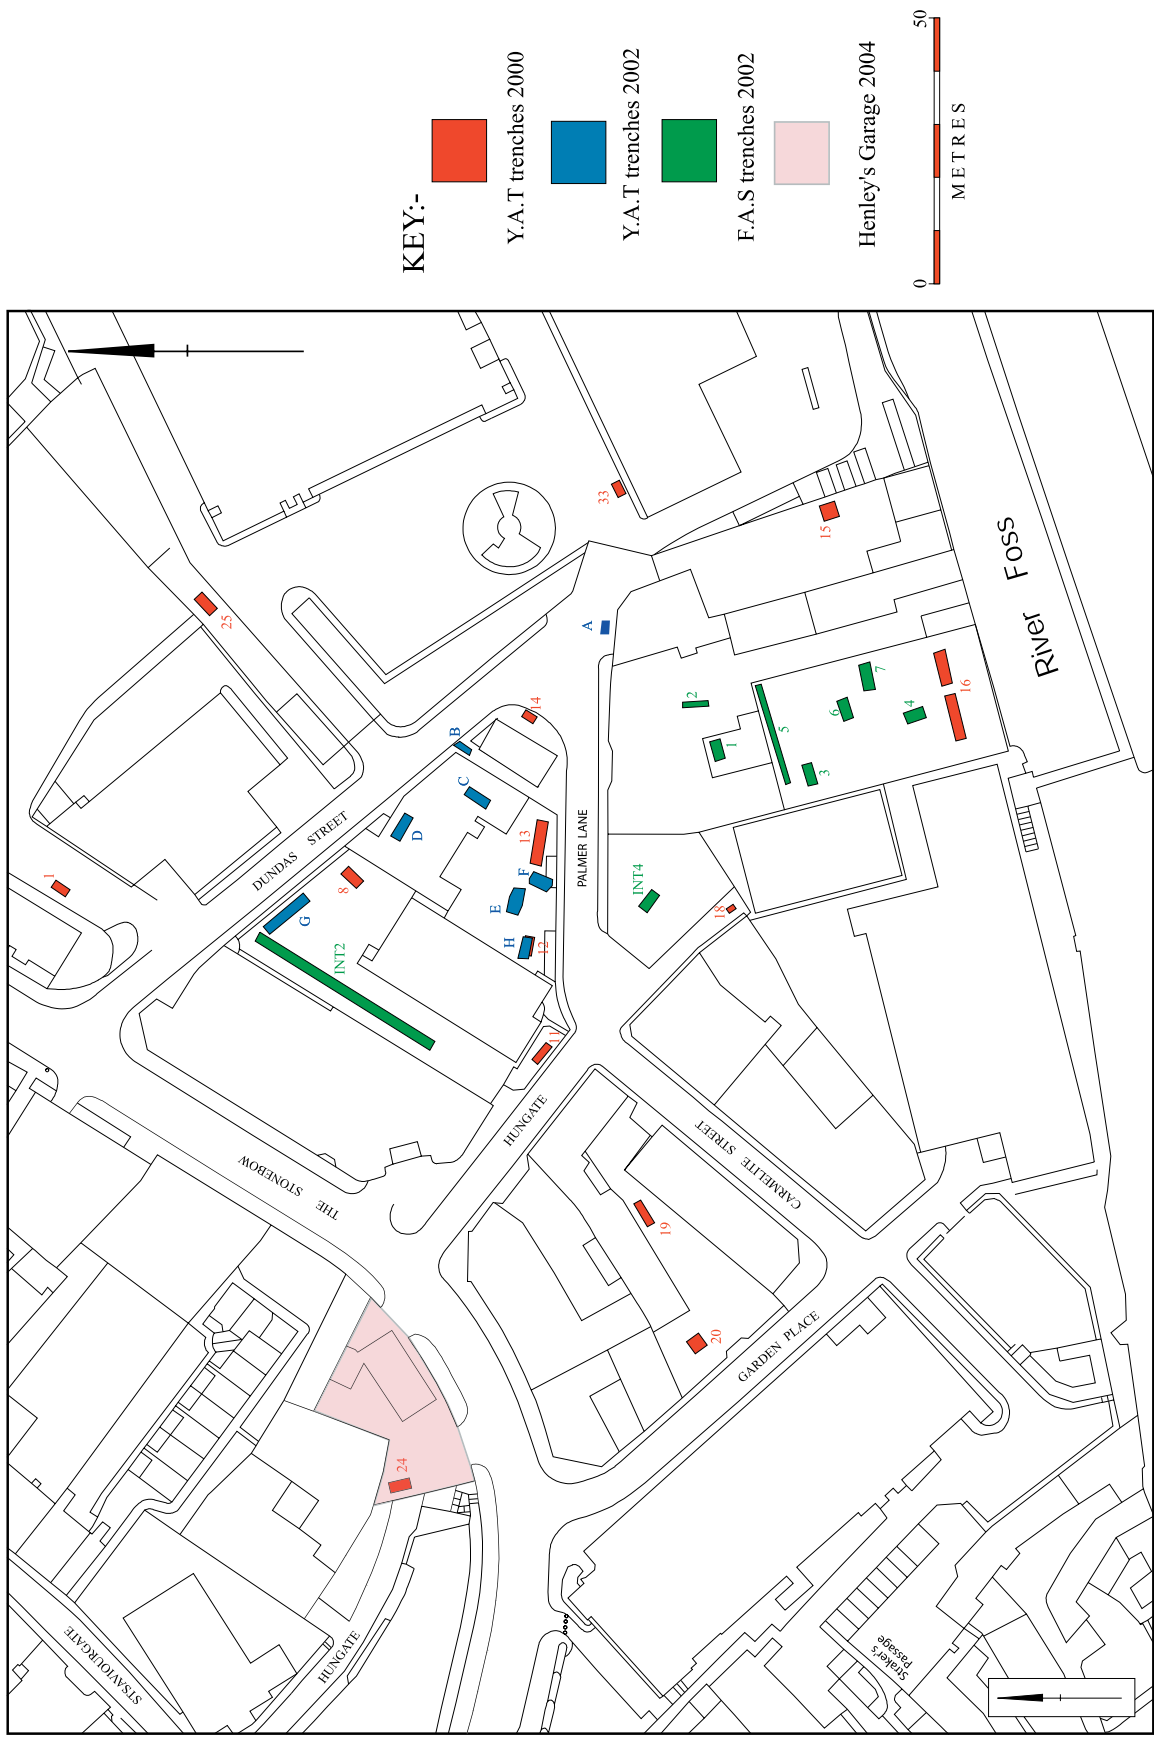 KEY:-
Y.A.T trenches 2000
Y.A.T trenches 2002
F.A.S trenches 2002
Henley's Garage 2004
0
50
METRES
1
25
33
15
A
14
B
C
D
8
G
INT2
13
F
E
H
12
11
2
1
5
3
6
7
4
16
INT4
18
19
20
24
DUNDAS STREET
PALMER LANE
HUNGATE
THE STONEBOW
CARMELITE STREET
GARDEN PLACE
River Foss
STSAVIOURGATE
HUNGATE
Straker's
Passage